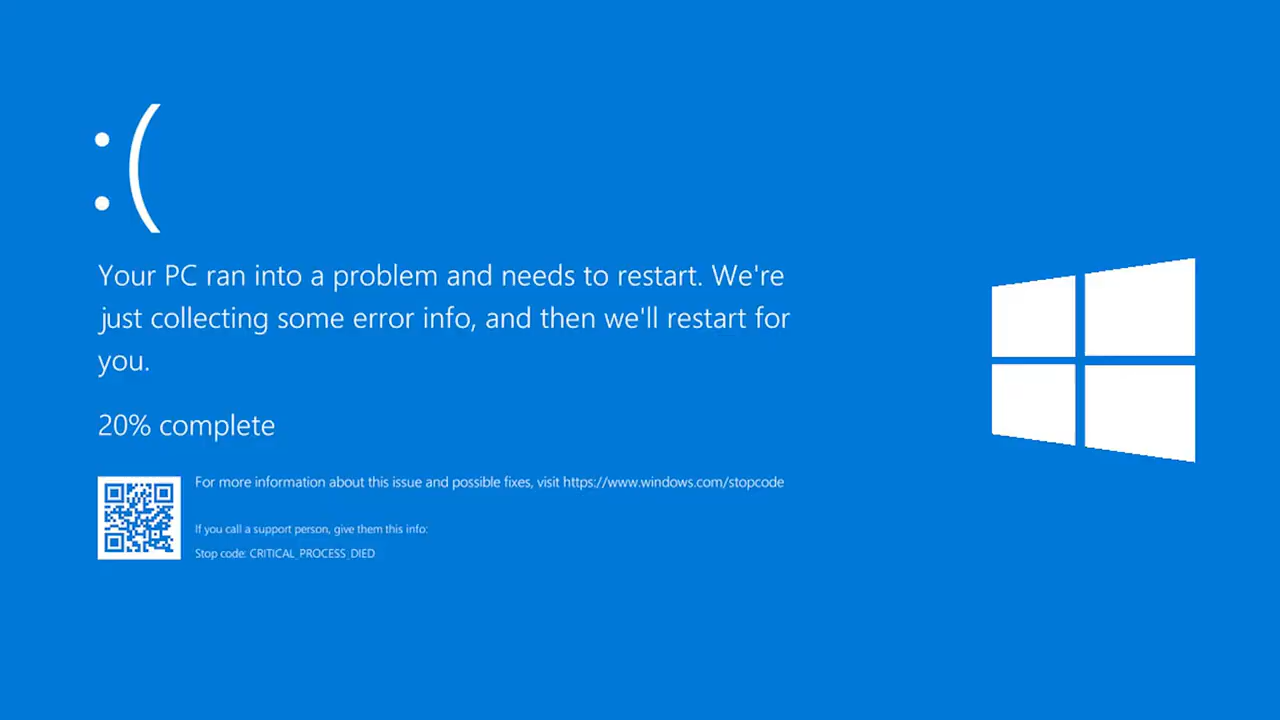 :(
Your PC ran into a problem and needs to restart. We're
just collecting some error info, and then we'll restart for
you.
20% complete
For more information about this issue and possible fixes, visit https://www.windows.com/stopcode
If you call a support person, give them this info:
Stop code: CRITICAL_PROCESS_DIED